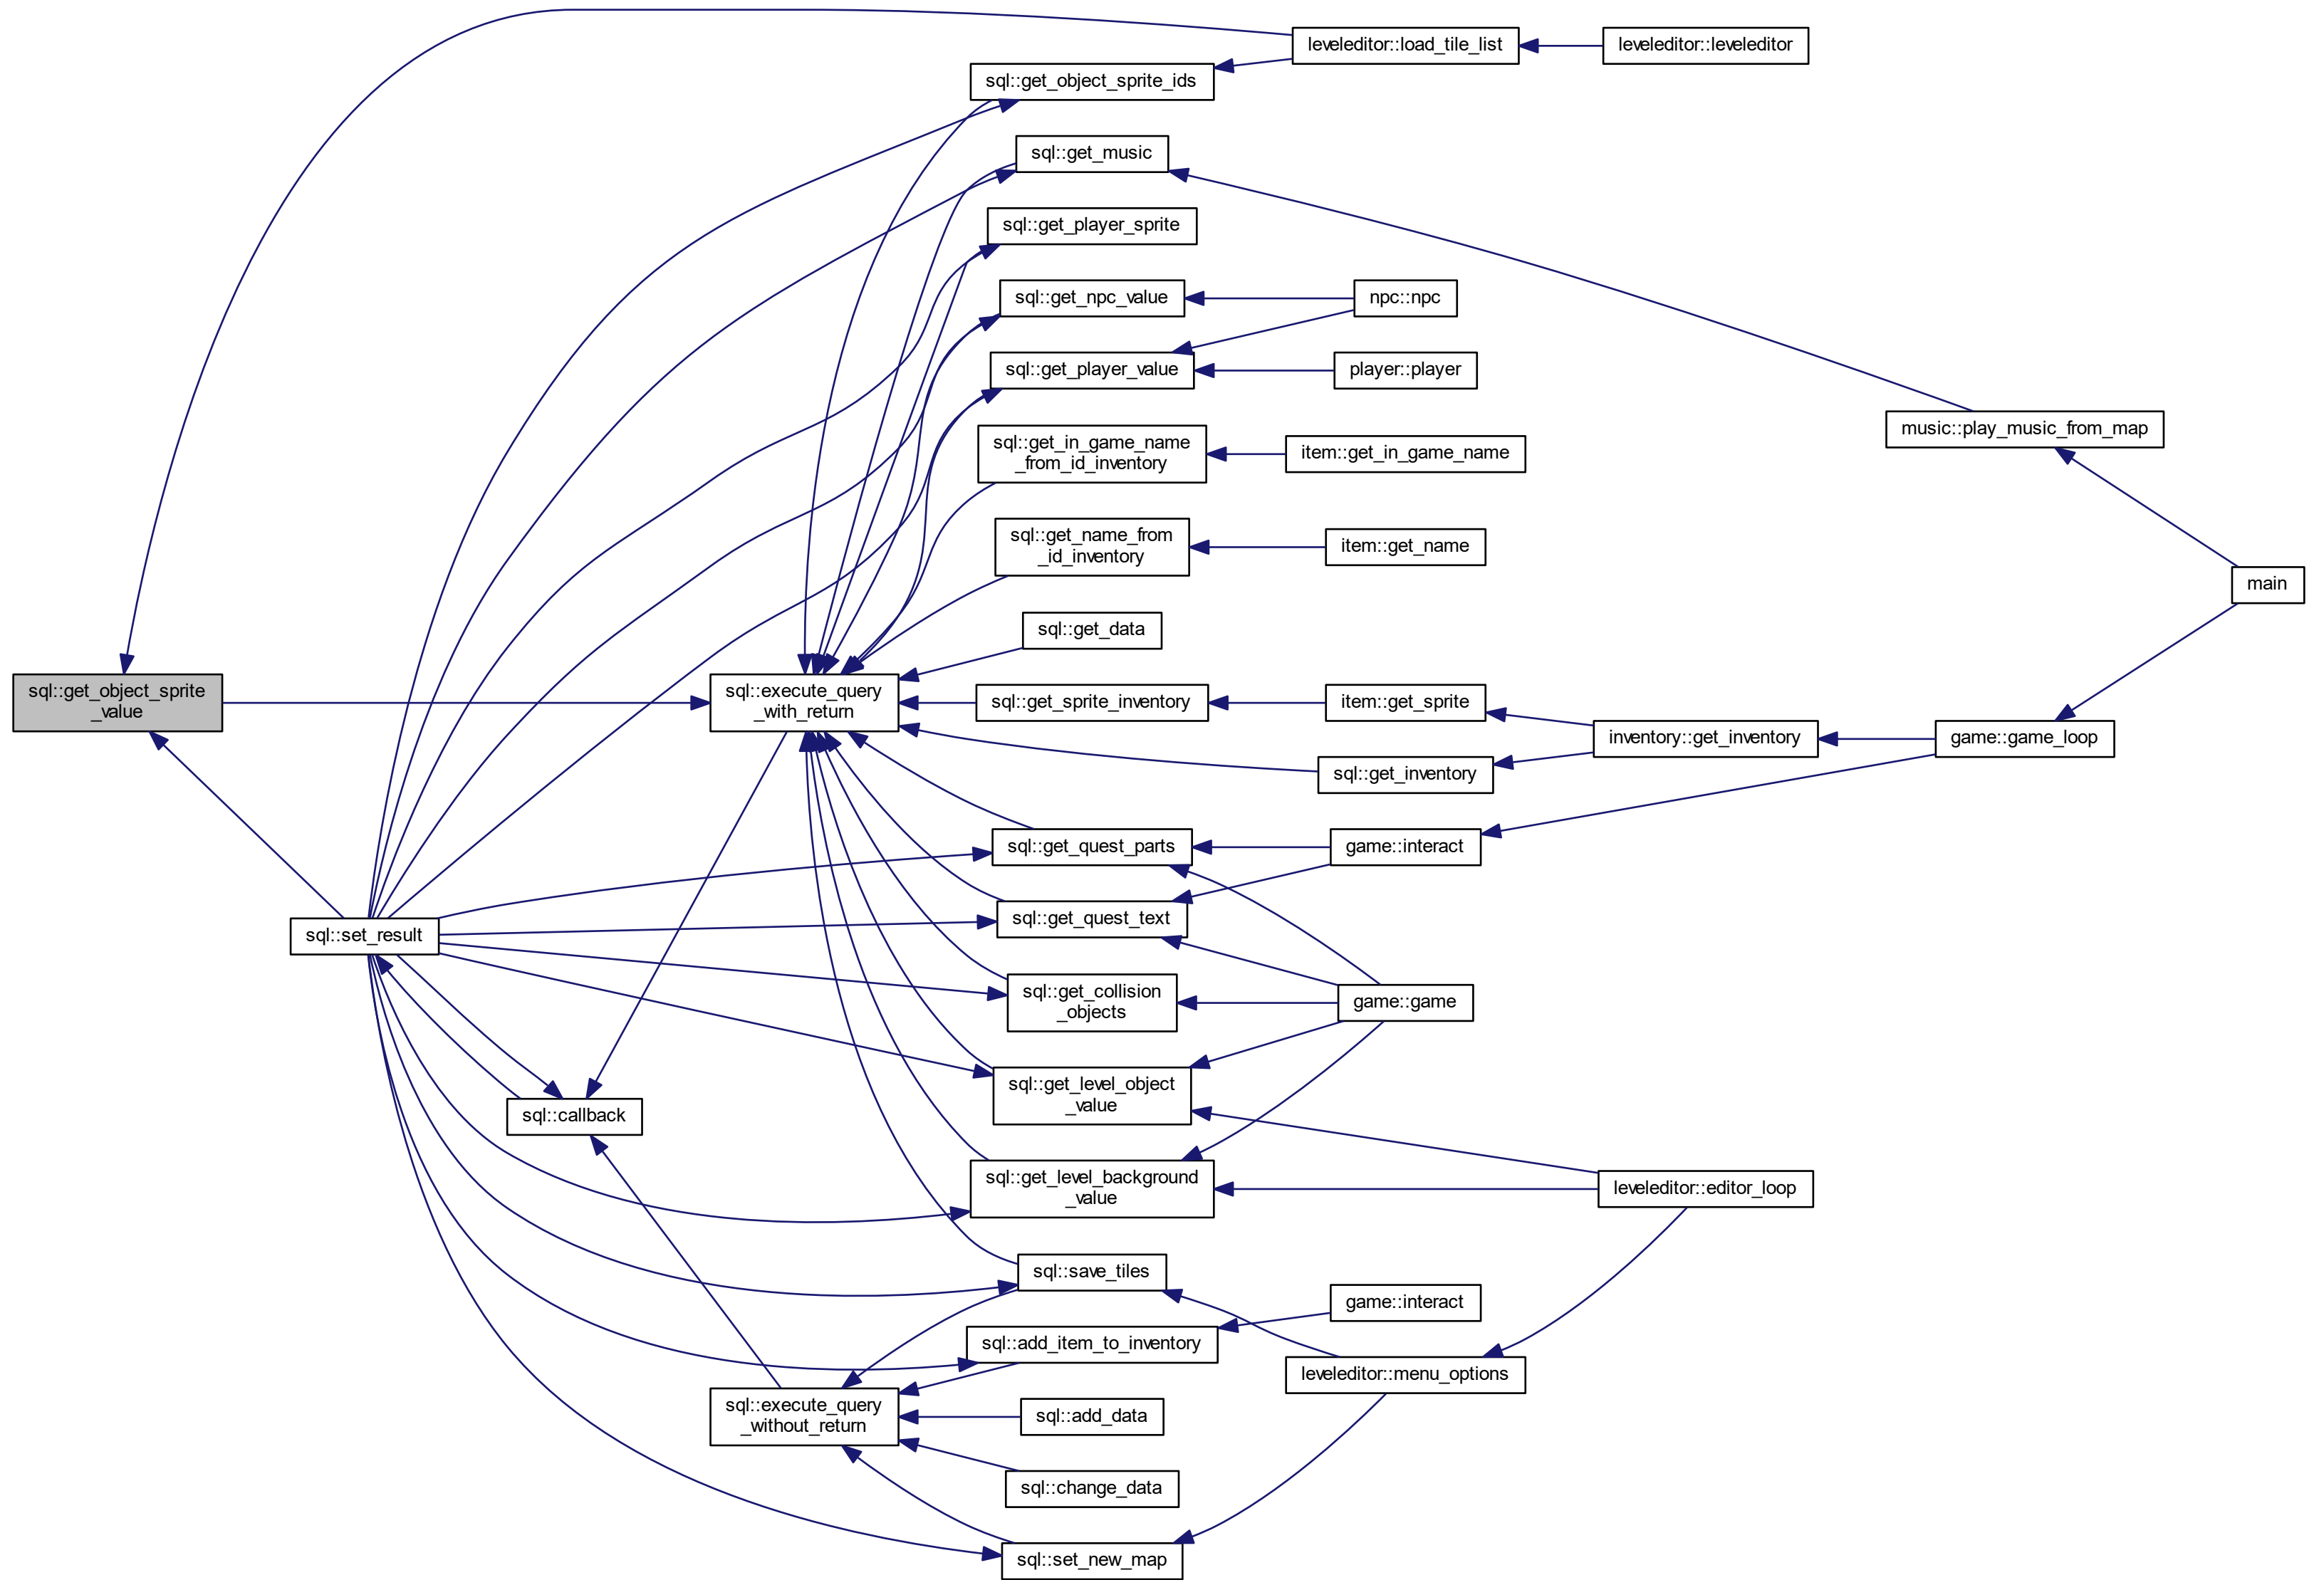 leveleditor::load_tile_list
leveleditor::leveleditor
sql::get_object_sprite_ids
sql::get_music
sql::get_player_sprite
sql::get_npc_value
npc::npc
sql::get_player_value
player::player
music::play_music_from_map
sql::get_in_game_name
_from_id_inventory
item::get_in_game_name
sql::get_name_from
_id_inventory
item::get_name
main
sql::get_data
sql::get_object_sprite
_value
sql::execute_query
_with_return
sql::get_sprite_inventory
item::get_sprite
inventory::get_inventory
game::game_loop
sql::get_inventory
sql::get_quest_parts
game::interact
sql::get_quest_text
sql::set_result
sql::get_collision
_objects
game::game
sql::get_level_object
_value
sql::callback
sql::get_level_background
_value
leveleditor::editor_loop
sql::save_tiles
game::interact
sql::add_item_to_inventory
leveleditor::menu_options
sql::execute_query
_without_return
sql::add_data
sql::change_data
sql::set_new_map